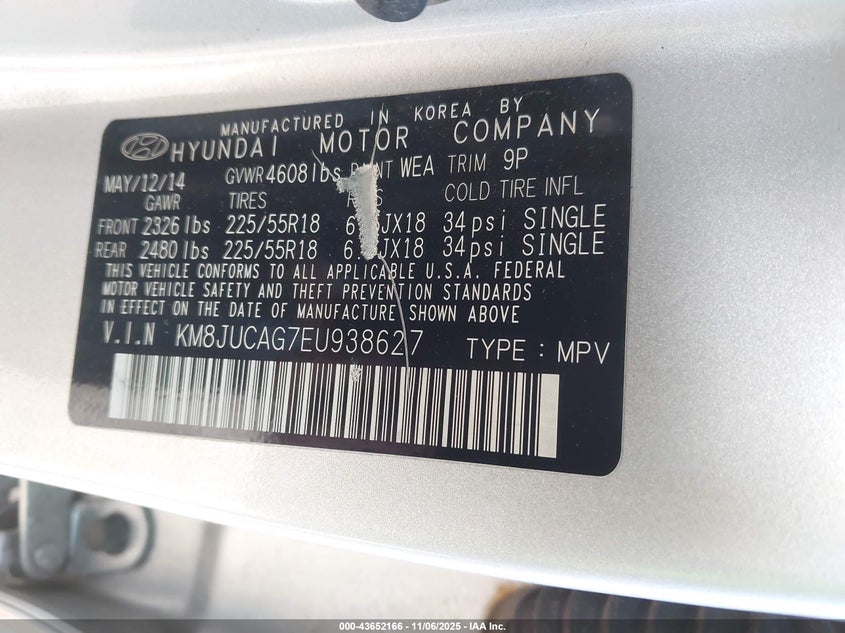 MANUFACTURED IN KOREA BY
HYUNDAI MOTOR COMPANY
MAY/12/14 GVWR 4608lbs WEA TRIM 9P
GAWR TIRES COLD TIRE INFL
FRONT 2326 lbs 225/55R18 34psi SINGLE
REAR 2480 lbs 225/55R18 34psi SINGLE
THIS VEHICLE CONFORMS TO ALL APPLICABLE U.S.A. FEDERAL
MOTOR VEHICLE SAFETY AND THEFT PREVENTION STANDARDS
IN EFFECT ON THE DATE OF MANUFACTURE SHOWN ABOVE
V.I.N KM8JUCAG7EU938627 TYPE : MPV
000-43652166 - 11/06/2025 - IAA Inc.